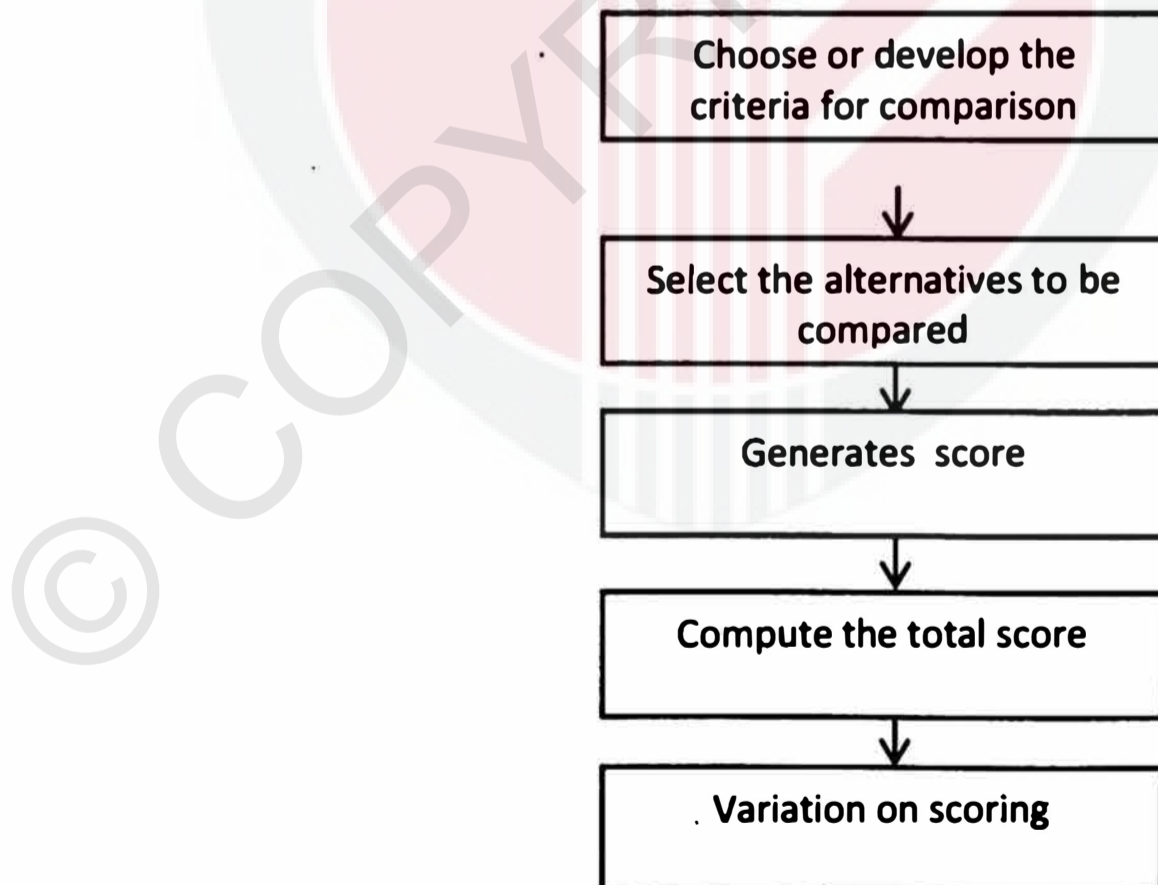 Choose or develop the
criteria for comparison
Select the alternatives to be
compared
Generates score
Compute the total score
. Variation on scoring
© COPYR